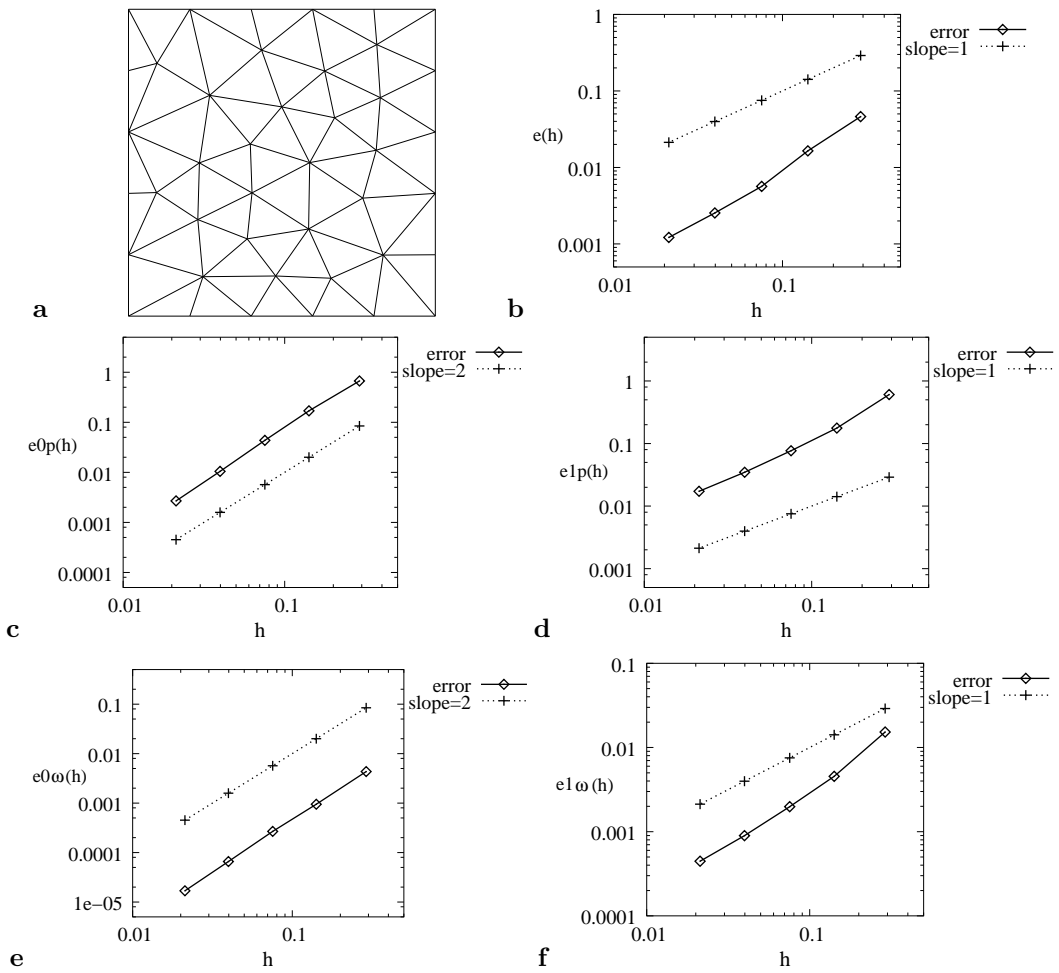 a
1
0.1
0.01
0.001
e(h)
0.01
0.1
h
error
slope=1
b
1
0.1
0.01
0.001
0.0001
e0p(h)
0.01
0.1
h
error
slope=2
c
1
0.1
0.01
0.001
e1p(h)
0.01
0.1
h
error
slope=1
d
0.1
0.01
0.001
0.0001
1e-05
e0ω(h)
0.01
0.1
h
error
slope=2
e
0.1
0.01
0.001
0.0001
e1ω(h)
0.01
0.1
h
error
slope=1
f